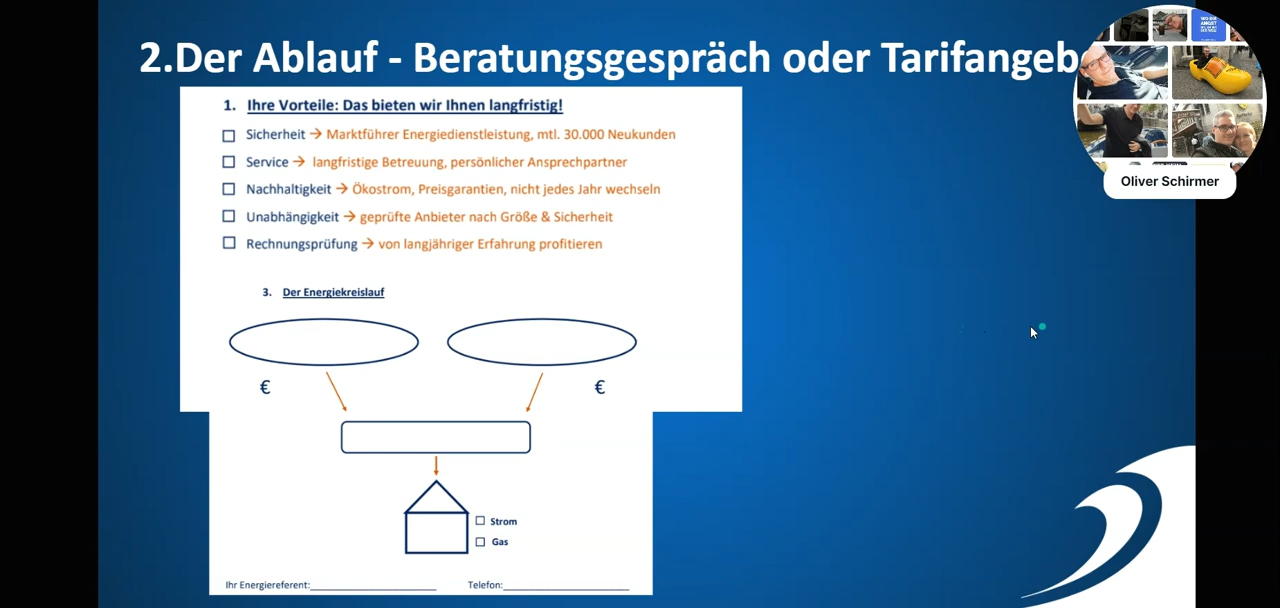 2.Der Ablauf - Beratungsgespräch oder Tarifangeb
1. Ihre Vorteile: Das bieten wir Ihnen langfristig!
Sicherheit → Marktführer Energiedienstleistung, mtl. 30.000 Neukunden
Service → langfristige Betreuung, persönlicher Ansprechpartner
Nachhaltigkeit → Ökostrom, Preisgarantien, nicht jedes Jahr wechseln
Unabhängigkeit → geprüfte Anbieter nach Größe & Sicherheit
Rechnungsprüfung → von langjähriger Erfahrung profitieren
3. Der Energiekreislauf
€ €
Strom
Gas
Ihr Energiereferent: Telefon:
Oliver Schirmer